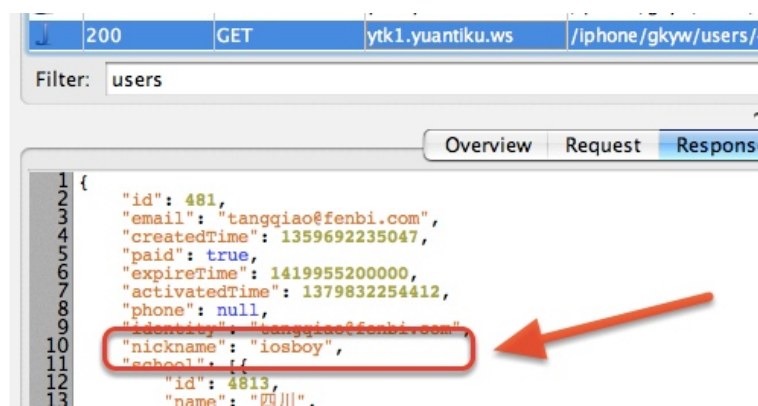 200 GET ytk1.yuantiku.ws /iphone/gkyw/users/
Filter: users
Overview Request Respons
1 {
2 "id": 481,
3 "email": "tangqiao@fenbi.com",
4 "createdTime": 1359692235047,
5 "paid": true,
6 "expireTime": 1419955200000,
7 "activatedTime": 1379832254412,
8 "phone": null,
9 "identity": "tangqiao@fenbi.com",
10 "nickname": "iosboy",
11 "school": [{
12 "id": 4813,
13 "name": "四川",